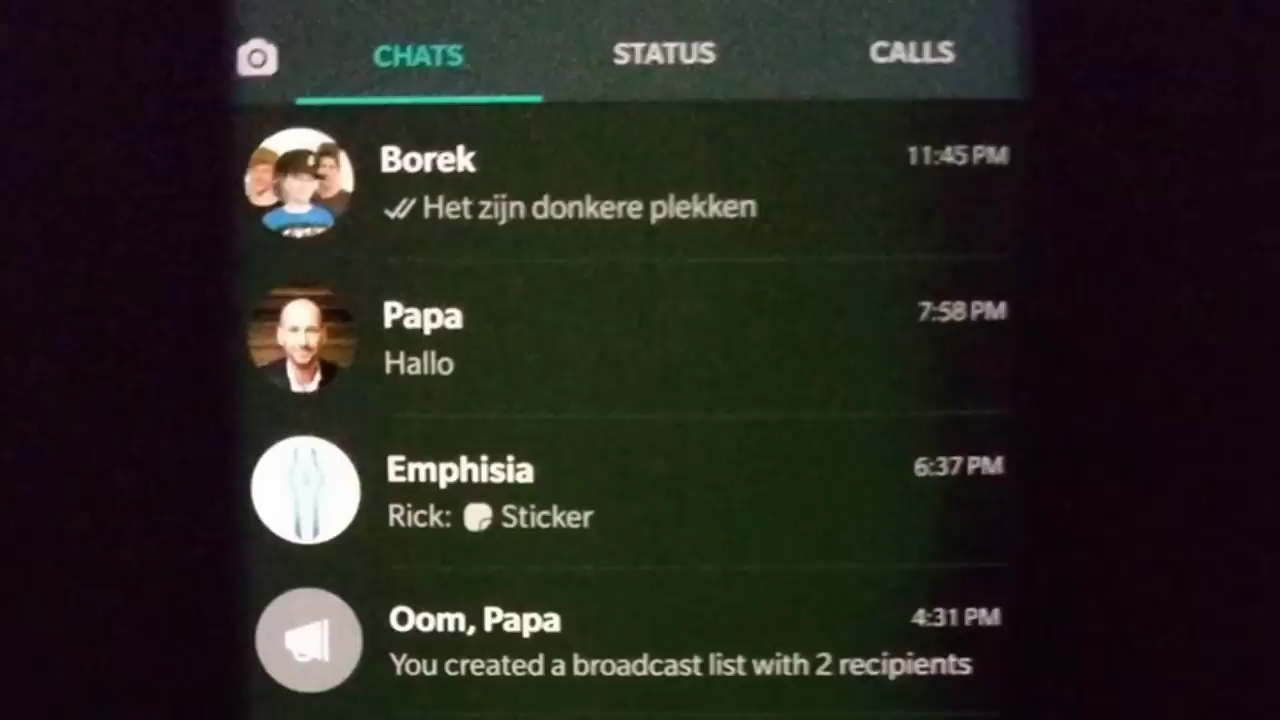 CHATS STATUS CALLS
Borek 11:45 PM
Het zijn donkere plekken
Papa 7:58 PM
Hallo
Emphisia 6:37 PM
Rick: Sticker
Oom, Papa 4:31 PM
You created a broadcast list with 2 recipients